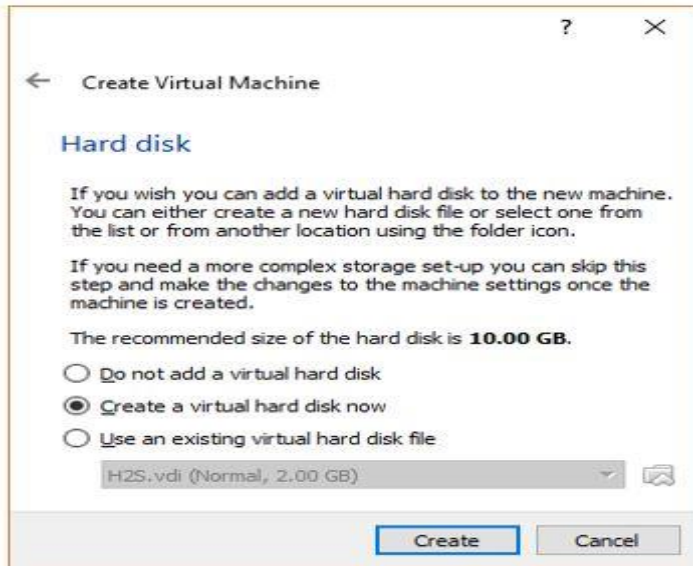 ?
Create Virtual Machine
Hard disk
If you wish you can add a virtual hard disk to the new machine.
You can either create a new hard disk file or select one from
the list or from another location using the folder icon.
If you need a more complex storage set-up you can skip this
step and make the changes to the machine settings once the
machine is created.
The recommended size of the hard disk is 10.00 GB.
Do not add a virtual hard disk
Create a virtual hard disk now
Use an existing virtual hard disk file
H2S.vdi (Normal, 2.00 GB)
Create Cancel